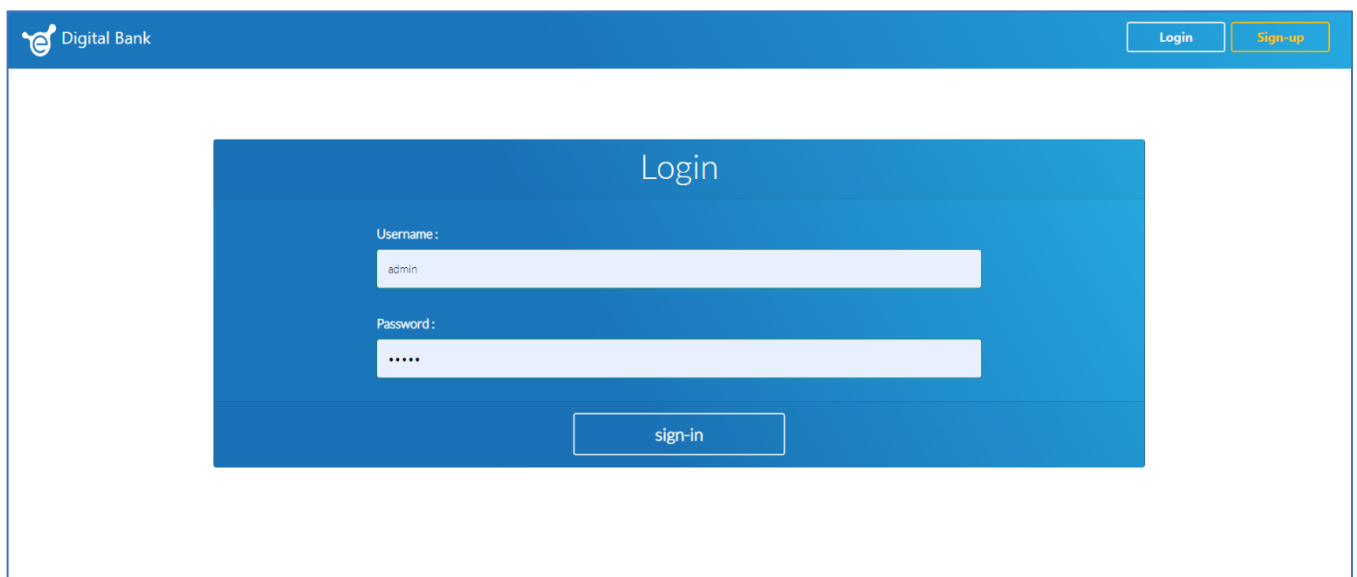 Digital Bank
Login
Sign-up
Login
Username :
admin
Password :
•••••
sign-in